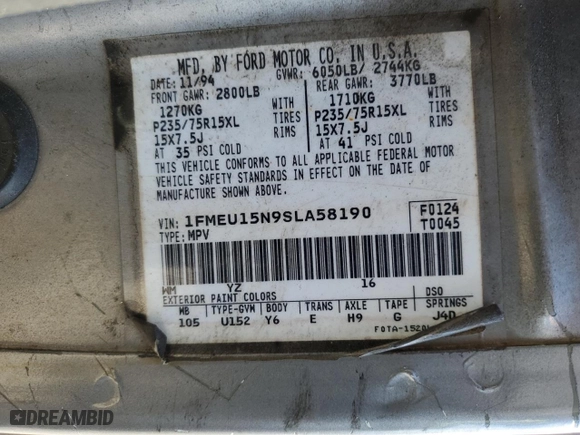 MFD. BY FORD MOTOR CO. IN U.S.A.
DATE: 11/94 GVWR: 6050LB/ 2744KG
FRONT GAWR: 2800LB REAR GAWR: 3770LB
1270KG WITH 1710KG WITH
P235/75R15XL TIRES P235/75R15XL TIRES
15X7.5J RIMS 15X7.5J RIMS
AT 35 PSI COLD AT 41 PSI COLD
THIS VEHICLE CONFORMS TO ALL APPLICABLE FEDERAL MOTOR
VEHICLE SAFETY STANDARDS IN EFFECT ON THE DATE OF
MANUFACTURE SHOWN ABOVE.
VIN: 1FMEU15N9SLA58190 F0124
TYPE: MPV T0045
WM YZ 16
EXTERIOR PAINT COLORS DSO
WB TYPE-GVM BODY TRANS AXLE TAPE SPRINGS
105 U152 Y6 E H9 G J4D
DREAMBID